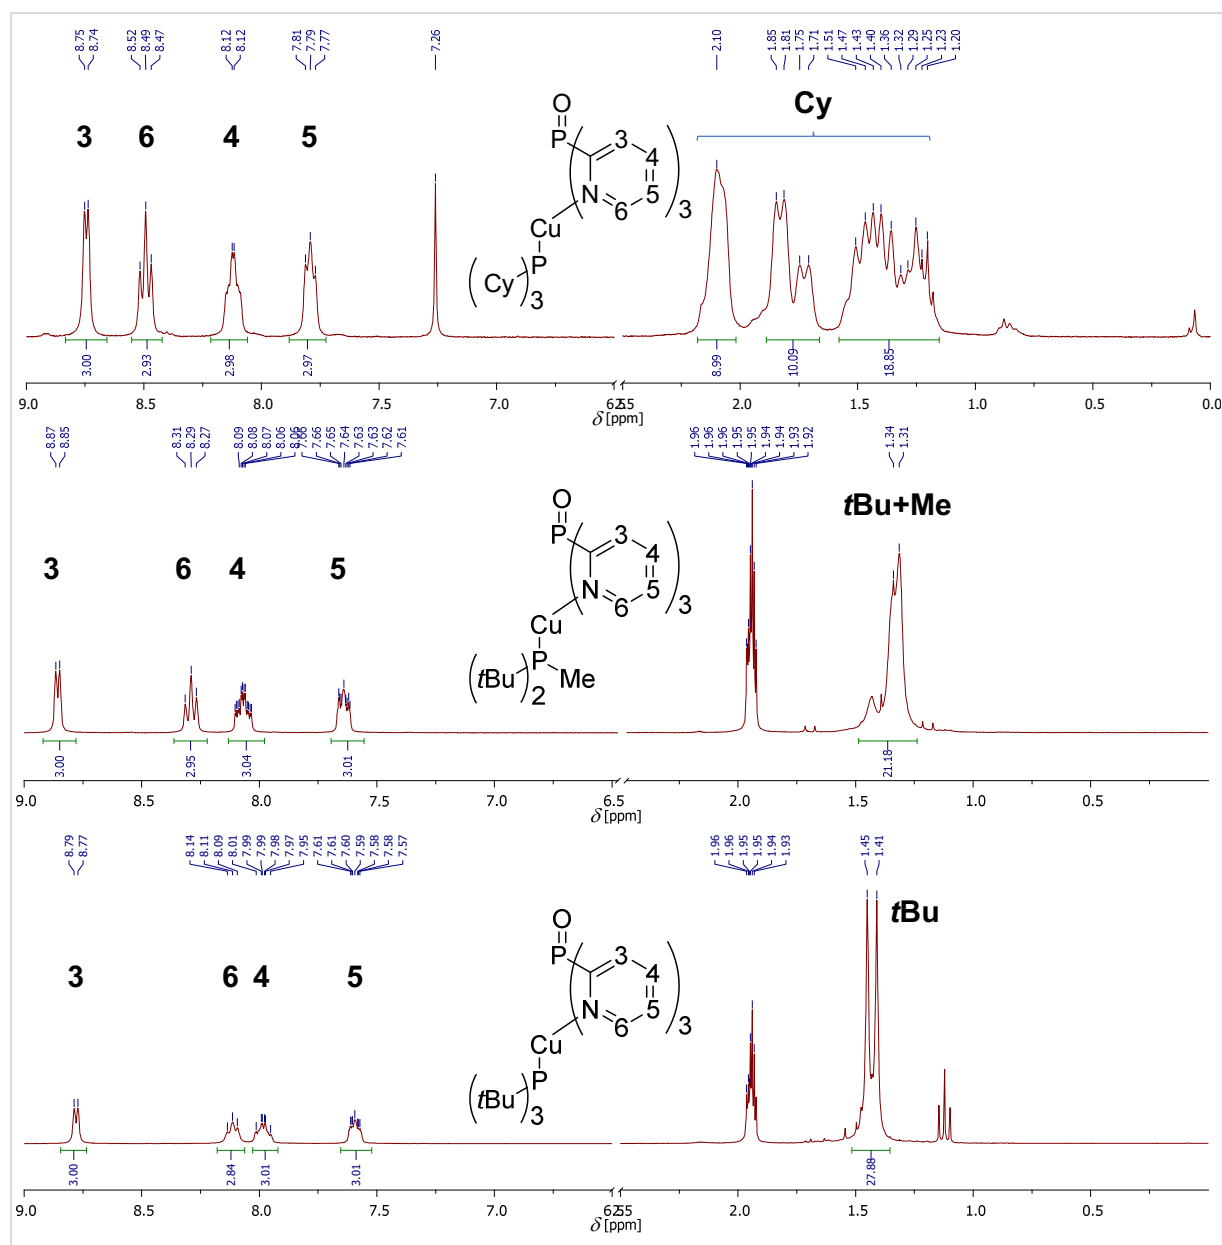 8.75 8.74 8.52 8.49 8.47 8.12 8.12 7.81 7.79 7.77 7.26 2.10 1.85 1.81 1.75 1.71 1.51 1.47 1.43 1.40 1.36 1.32 1.29 1.25 1.23 1.20
3 6 4 5 Cy
O
P 3
4
5
N 6
3
Cu
P
(Cy)3
3.00 2.93 2.98 2.97 8.99 10.09 18.85
9.0 8.5 8.0 7.5 7.0 6.5 2.5 2.0 1.5 1.0 0.5 0.0
δ [ppm]
8.87 8.85 8.31 8.29 8.27 8.09 8.08 8.07 8.06 8.06 7.66 7.66 7.65 7.64 7.63 7.63 7.62 7.61 1.96 1.96 1.96 1.95 1.95 1.94 1.94 1.93 1.92 1.34 1.31
3 6 4 5 tBu+Me
O
P 3
4
5
N 6
3
Cu
P
(tBu)2 Me
3.00 2.95 3.04 3.01 21.18
9.0 8.5 8.0 7.5 7.0 6.5 2.0 1.5 1.0 0.5
δ [ppm]
8.79 8.77 8.14 8.11 8.09 8.01 7.99 7.99 7.98 7.97 7.95 7.61 7.61 7.60 7.59 7.58 7.58 7.57 1.96 1.96 1.95 1.95 1.94 1.93 1.45 1.41
3 6 4 5 tBu
O
P 3
4
5
N 6
3
Cu
P
(tBu)3
3.00 2.84 3.01 3.01 27.88
9.0 8.5 8.0 7.5 7.0 6.5 2.5 2.0 1.5 1.0 0.5
δ [ppm]